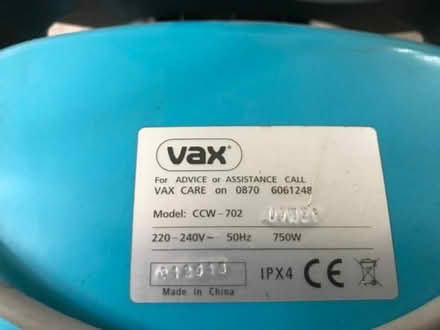 vax
For ADVICE or ASSISTANCE CALL
VAX CARE on 0870 6061248
Model: CCW-702
220-240V~ 50Hz 750W
IPX4 CE
Made in China